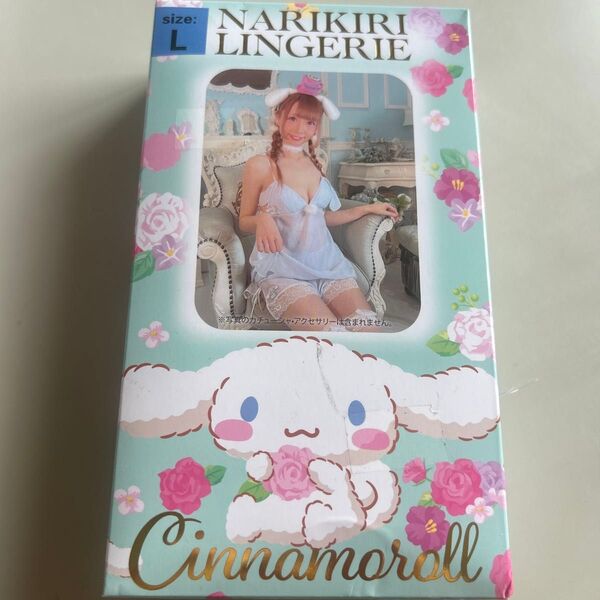 size:
L
NARIKIRI
LINGERIE
※写真のカチューシャ・アクセサリーは含まれません。
Cinnamoroll